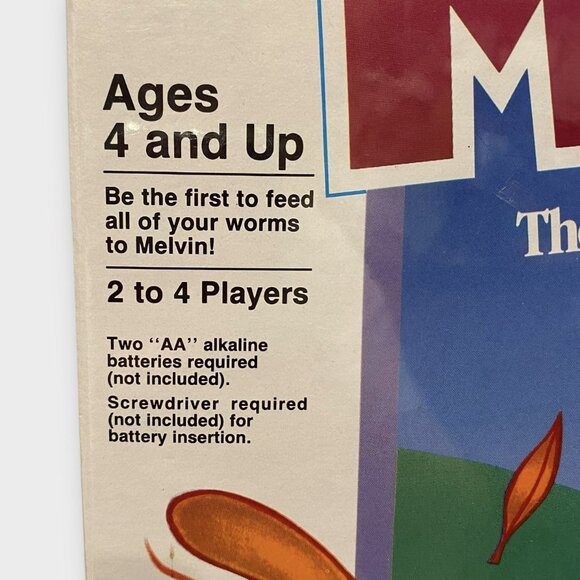 Ages
4 and Up
Be the first to feed
all of your worms
to Melvin!
2 to 4 Players
Two “AA” alkaline
batteries required
(not included).
Screwdriver required
(not included) for
battery insertion.
M